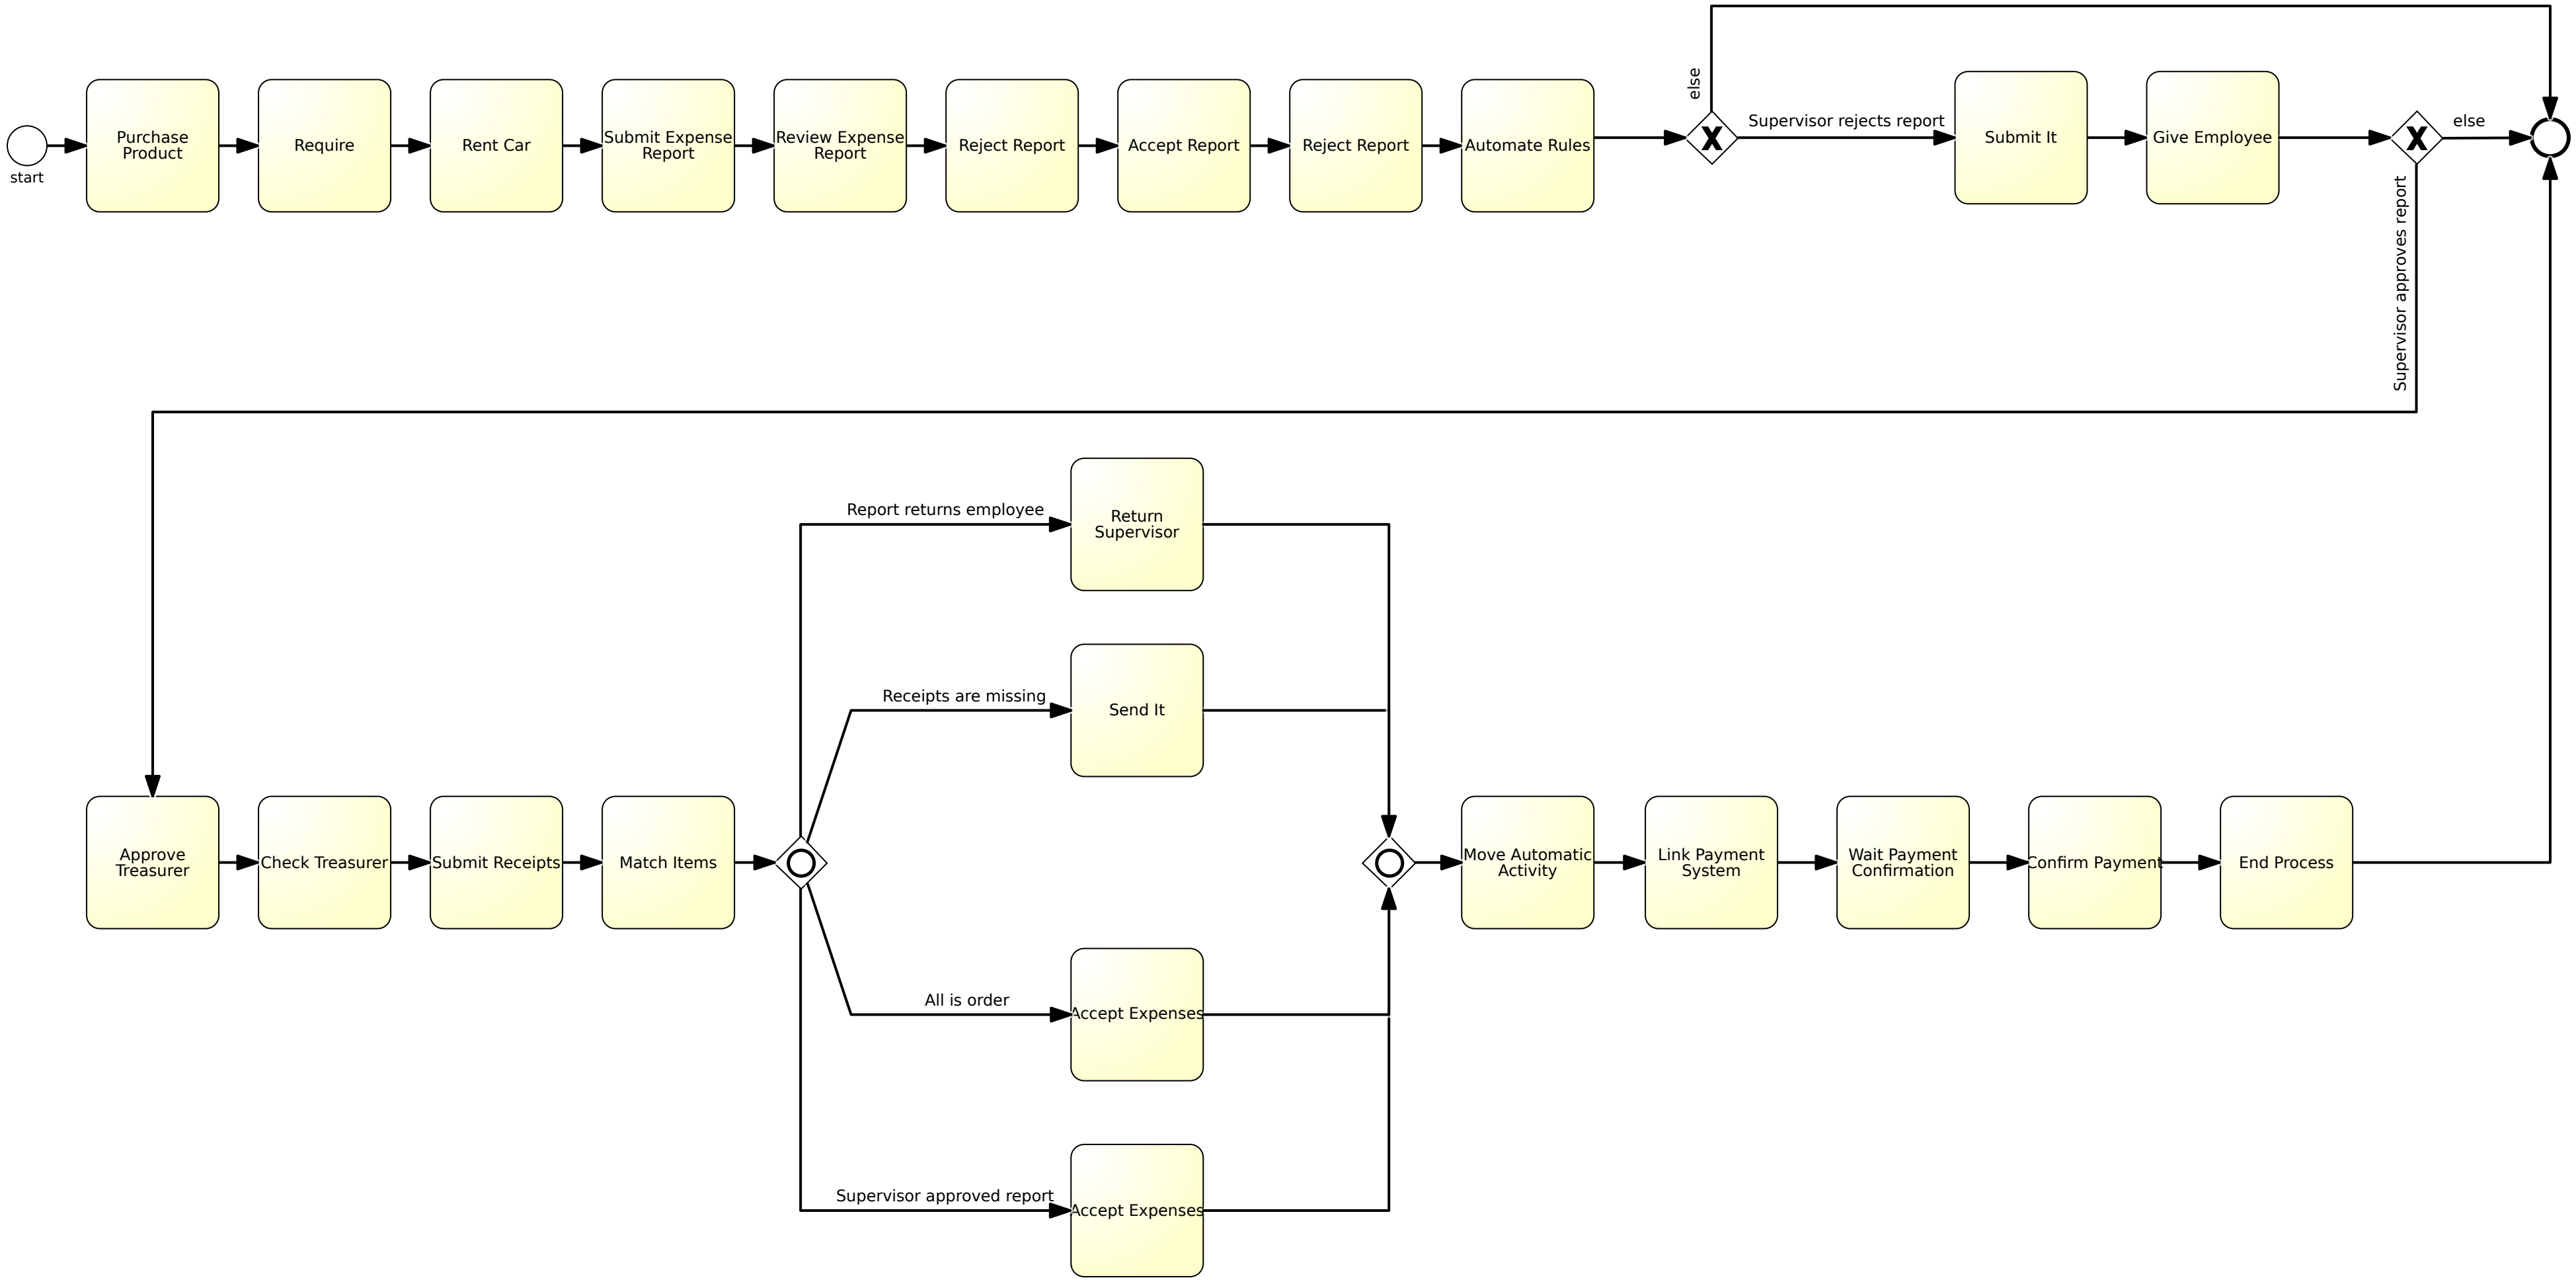 else
Supervisor rejects report
else
Purchase
Product
Require
Rent Car
Submit Expense
Report
Review Expense
Report
Reject Report
Accept Report
Reject Report
Automate Rules
Submit It
Give Employee
start
Supervisor approves report
Report returns employee
Return
Supervisor
Receipts are missing
Send It
Approve
Treasurer
Check Treasurer
Submit Receipts
Match Items
Move Automatic
Activity
Link Payment
System
Wait Payment
Confirmation
Confirm Payment
End Process
All is order
Accept Expenses
Supervisor approved report
Accept Expenses